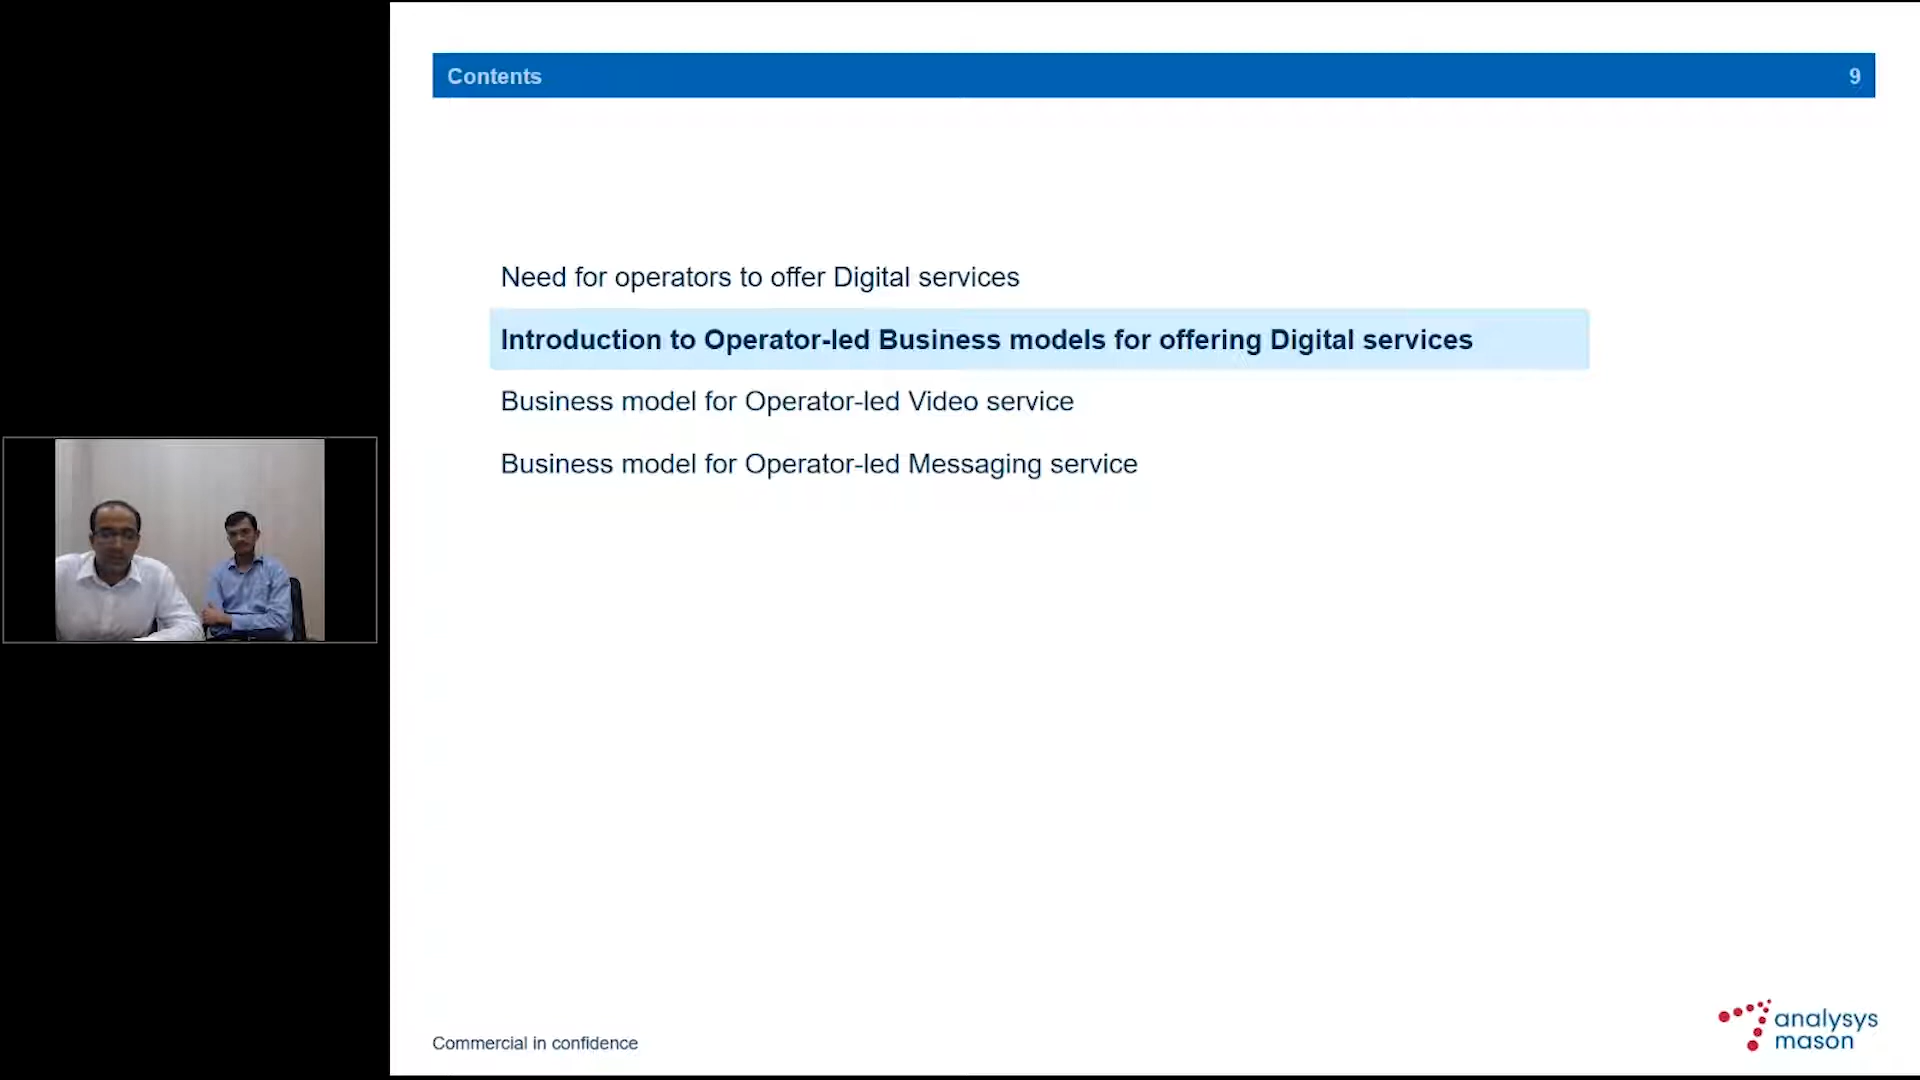 Contents 9
Need for operators to offer Digital services
Introduction to Operator-led Business models for offering Digital services
Business model for Operator-led Video service
Business model for Operator-led Messaging service
Commercial in confidence
analysys
mason